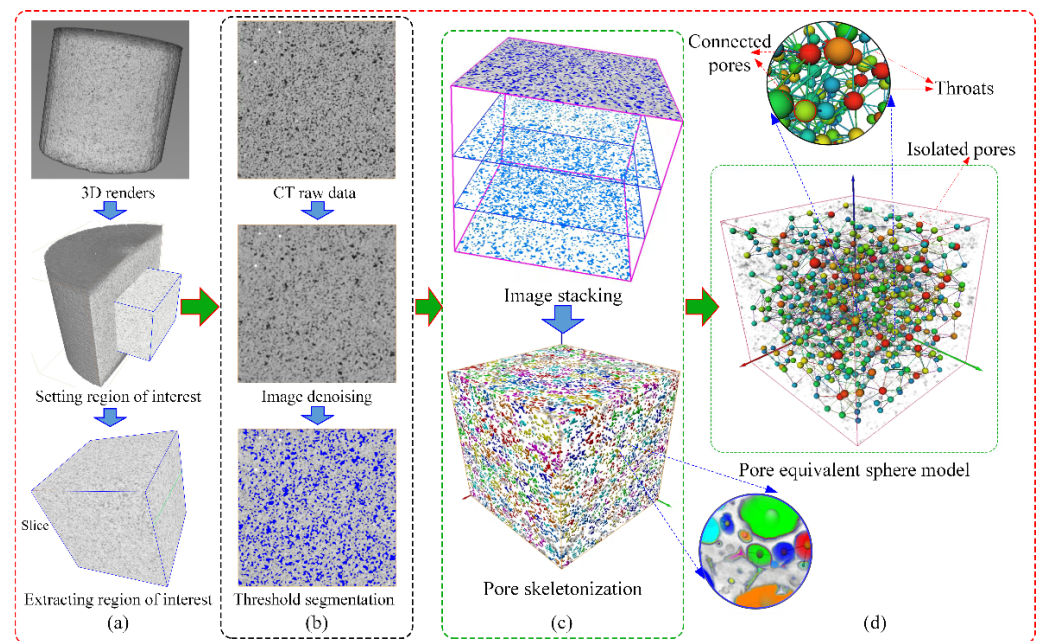 3D renders
Setting region of interest
Slice
Extracting region of interest
(a)
CT raw data
Image denoising
Threshold segmentation
(b)
Image stacking
Pore skeletonization
(c)
Connected
pores
Throats
Isolated pores
Pore equivalent sphere model
(d)